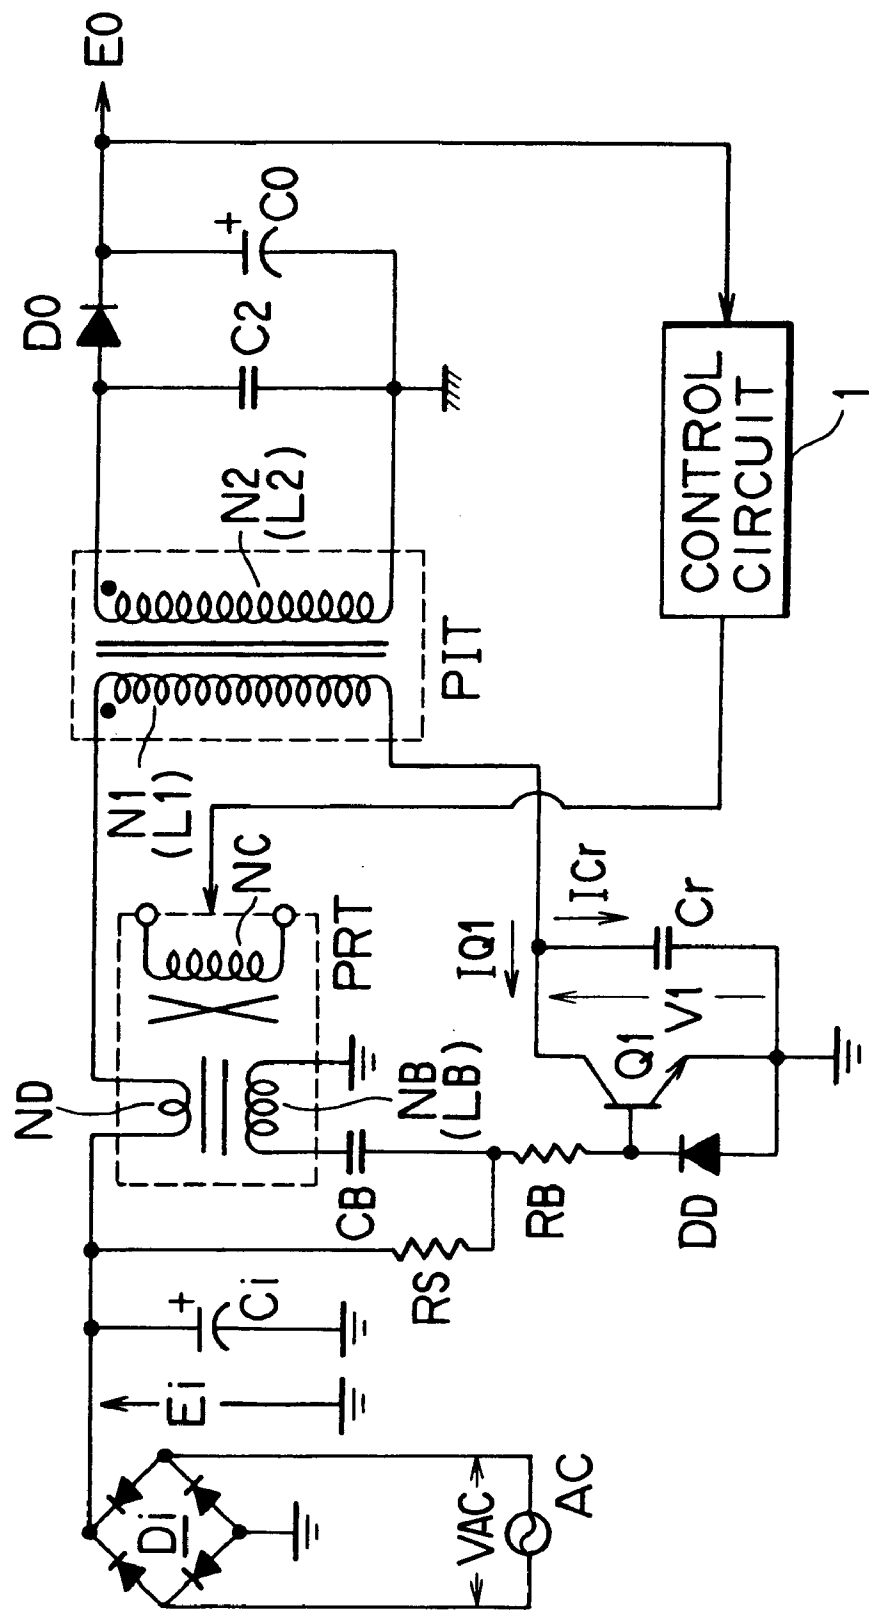 AC
VAC
Di
Ei
Ci
RS
ND
CB
NB
(LB)
PRT
NC
RB
DD
Q1
V1
Cr
IQ1
ICr
N1
(L1)
PIT
N2
(L2)
D0
C2
C0
E0
CONTROL
CIRCUIT
1